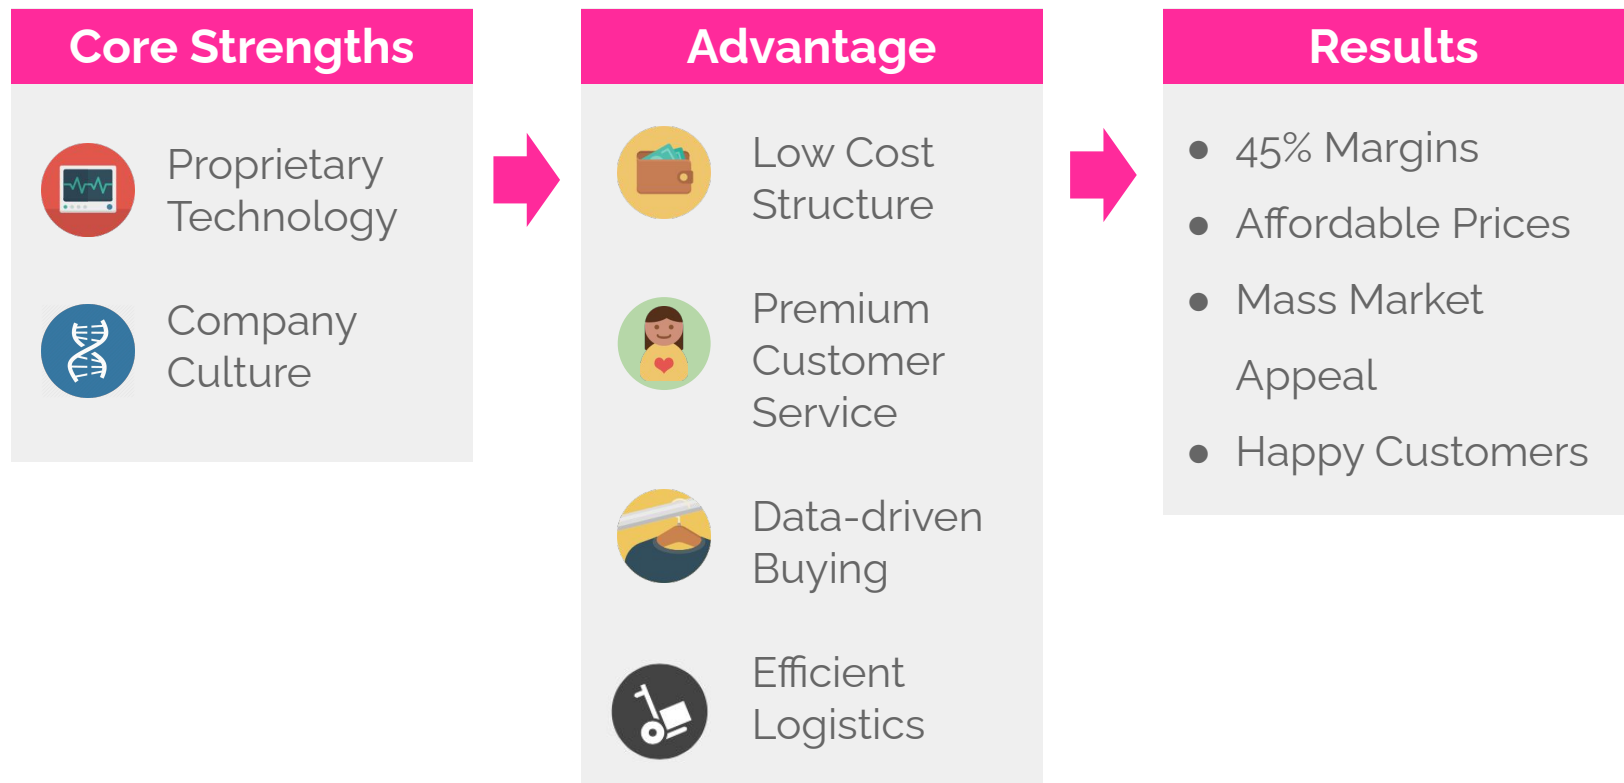 Core Strengths
Proprietary
Technology
Company
Culture
Advantage
Low Cost
Structure
Premium
Customer
Service
Data-driven
Buying
Efficient
Logistics
Results
● 45% Margins
● Affordable Prices
● Mass Market
Appeal
● Happy Customers